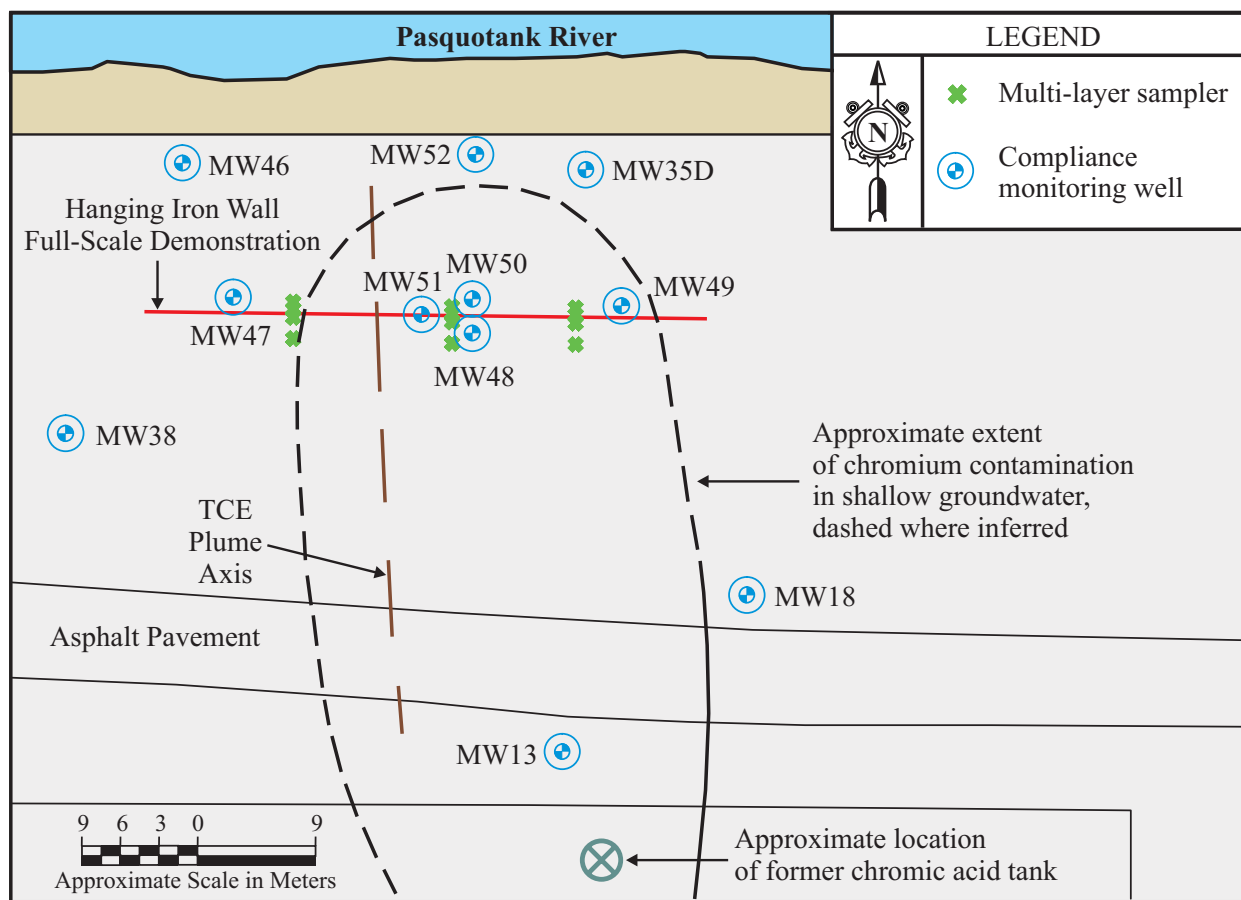 Pasquotank River
LEGEND
N
Multi-layer sampler
Compliance
monitoring well
MW46
MW52
MW35D
Hanging Iron Wall
Full-Scale Demonstration
MW51
MW50
MW49
MW47
MW48
MW38
Approximate extent
of chromium contamination
in shallow groundwater,
dashed where inferred
TCE
Plume
Axis
MW18
Asphalt Pavement
MW13
9 6 3 0 9
Approximate Scale in Meters
Approximate location
of former chromic acid tank